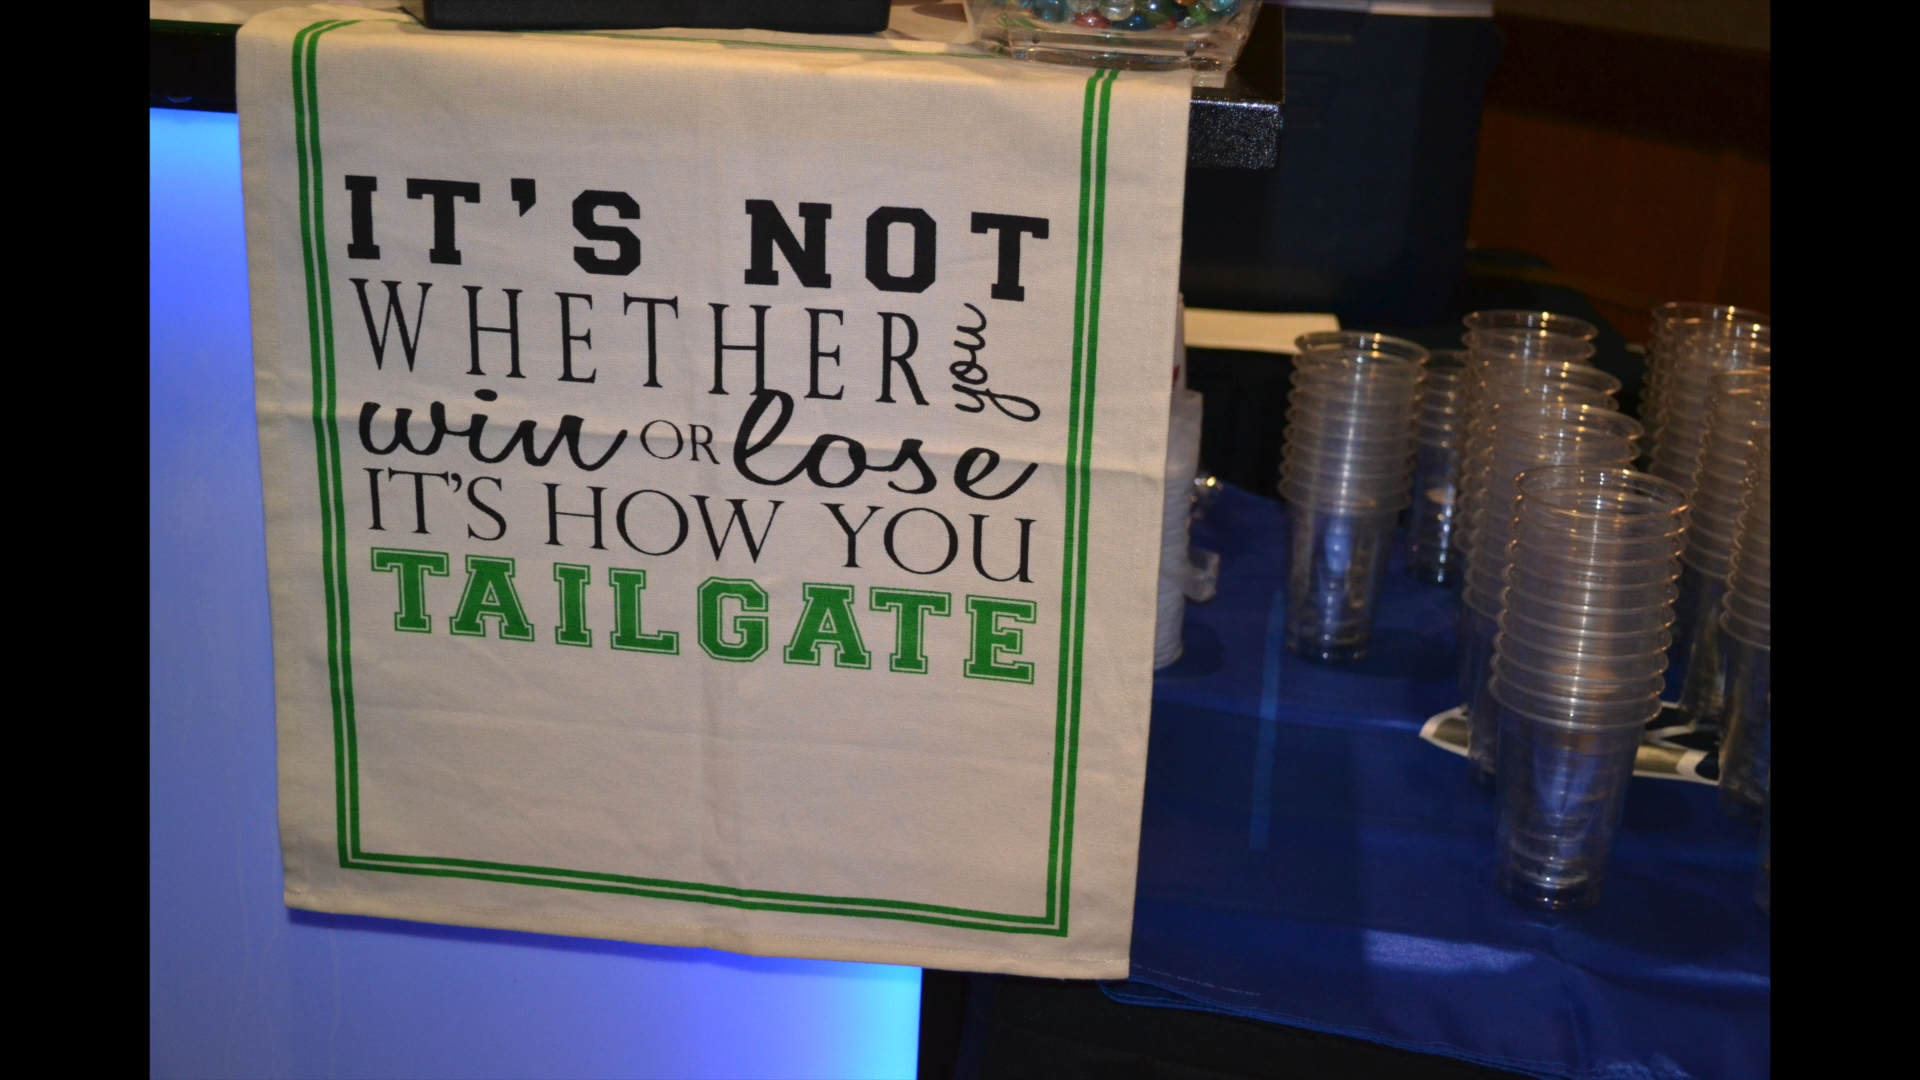 IT'S NOT
WHETHER you
win OR lose
IT'S HOW YOU
TAILGATE